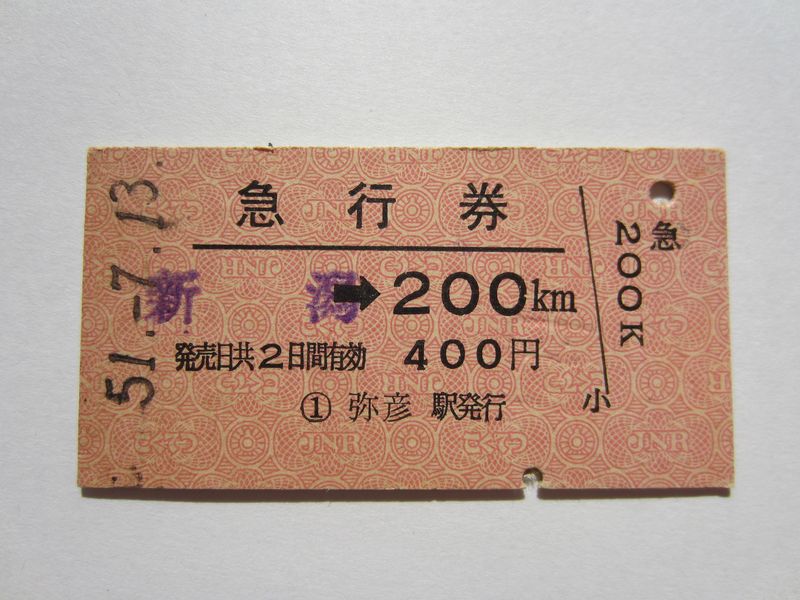 51.-7.13.
急行券
新潟➡200km
発売日共2日間有効 400円
① 弥彦 駅発行
急 200K
小